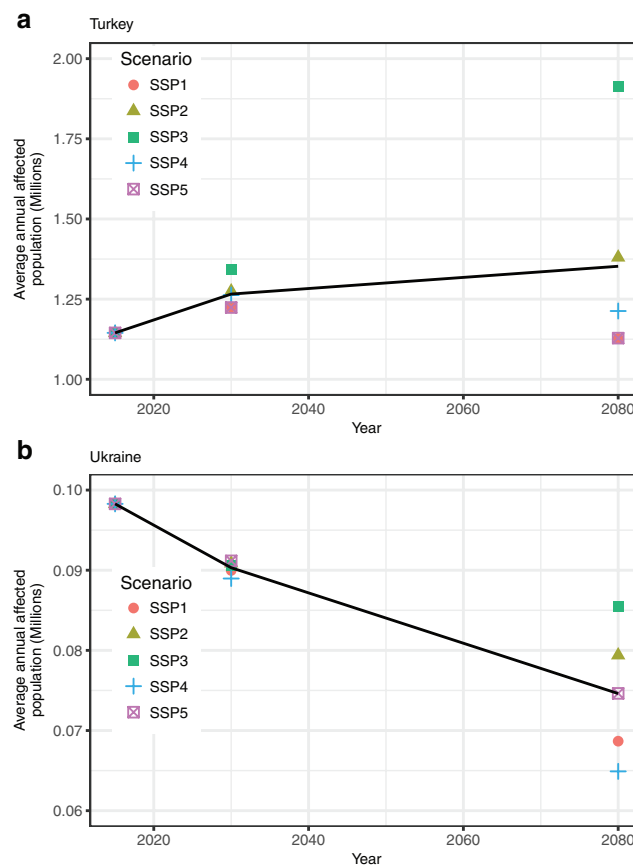 a
Turkey
2.00
1.75
1.50
1.25
1.00
Average annual affected
population (Millions)
Scenario
SSP1
SSP2
SSP3
SSP4
SSP5
2020
2040
2060
2080
Year
b
Ukraine
0.10
0.09
0.08
0.07
0.06
Average annual affected
population (Millions)
Scenario
SSP1
SSP2
SSP3
SSP4
SSP5
2020
2040
2060
2080
Year